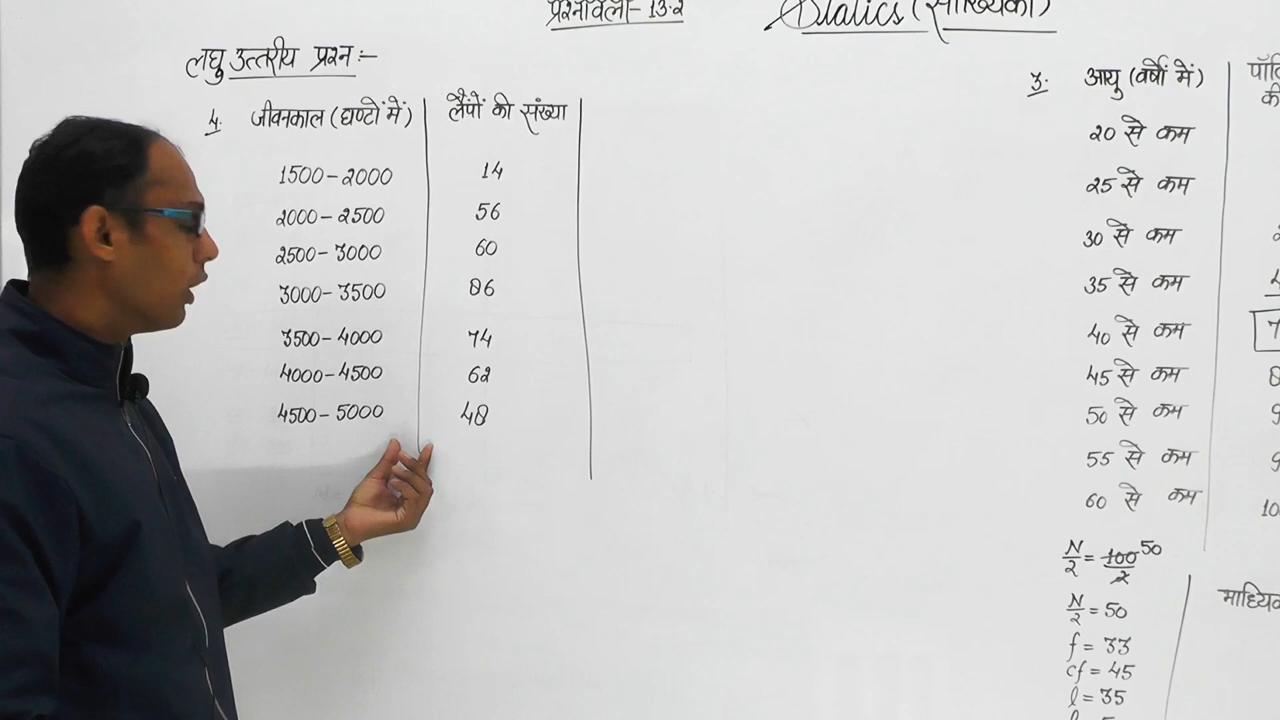 प्रश्नावली-13.2
Statics (सांख्यिकी)
लघु उत्तरीय प्रश्न :-
4. जीवनकाल (घण्टों में) लैंपों की संख्या
1500-2000 14
2000-2500 56
2500-3000 60
3000-3500 86
3500-4000 74
4000-4500 62
4500-5000 48
3. आयु (वर्षों में)
20 से कम
25 से कम
30 से कम
35 से कम
40 से कम 7
45 से कम
50 से कम
55 से कम
60 से कम 10
N/2 = 100/2 50
N/2 = 50
f = 33
cf = 45
l = 35